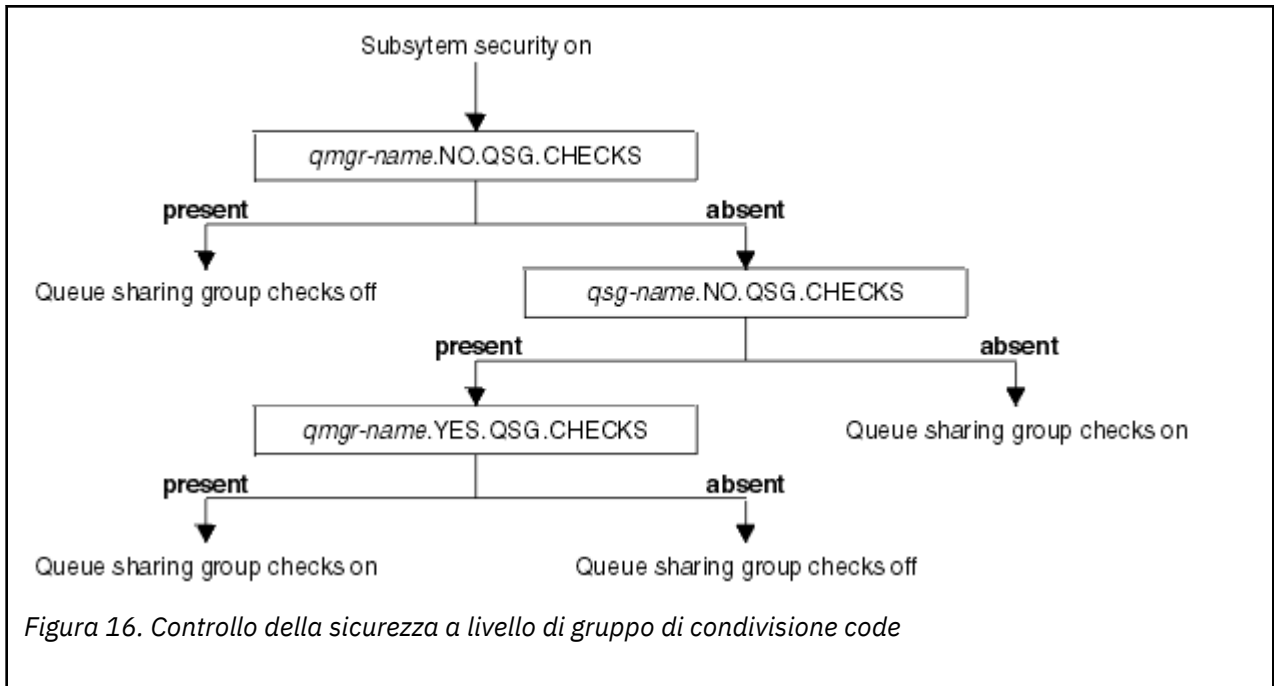 Subsytem security on
qmgr-name.NO.QSG.CHECKS
present
absent
Queue sharing group checks off
qsg-name.NO.QSG.CHECKS
present
absent
qmgr-name.YES.QSG.CHECKS
Queue sharing group checks on
present
absent
Queue sharing group checks on
Queue sharing group checks off
Figura 16. Controllo della sicurezza a livello di gruppo di condivisione code